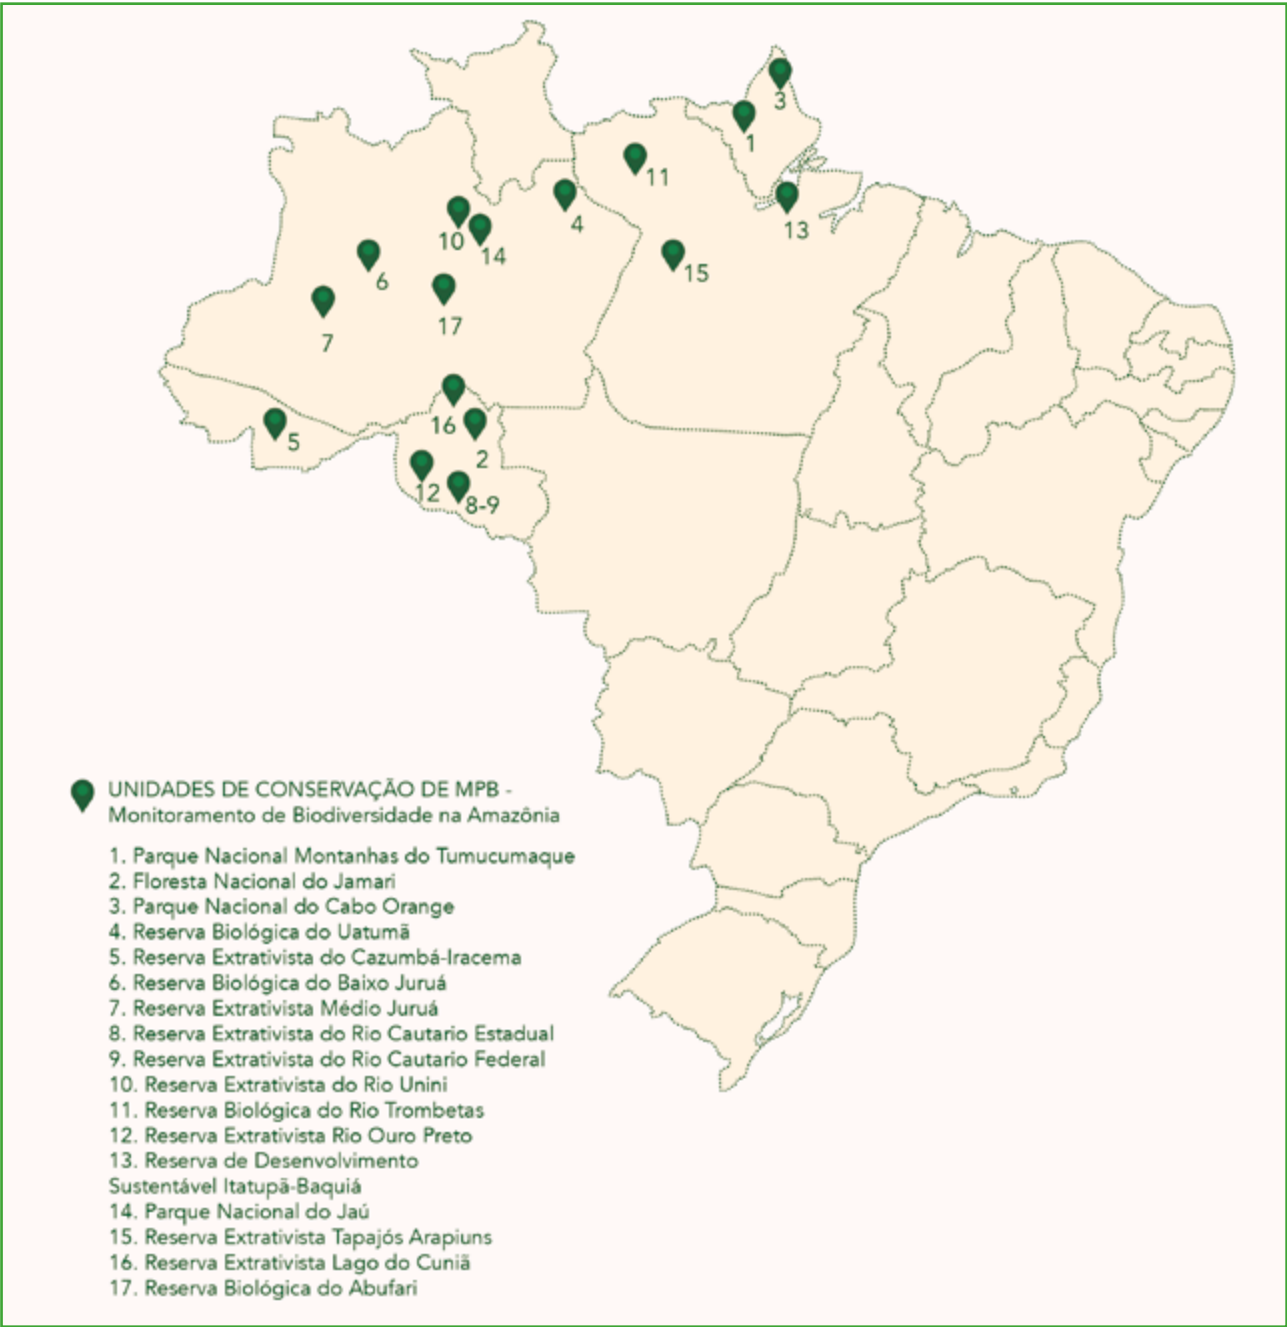 3
1
11
4
13
10
14
15
6
17
7
16
5
2
12
8-9
UNIDADES DE CONSERVAÇÃO DE MPB -
Monitoramento de Biodiversidade na Amazônia
1. Parque Nacional Montanhas do Tumucumaque
2. Floresta Nacional do Jamari
3. Parque Nacional do Cabo Orange
4. Reserva Biológica do Uatumã
5. Reserva Extrativista do Cazumbá-Iracema
6. Reserva Biológica do Baixo Juruá
7. Reserva Extrativista Médio Juruá
8. Reserva Extrativista do Rio Cautario Estadual
9. Reserva Extrativista do Rio Cautario Federal
10. Reserva Extrativista do Rio Unini
11. Reserva Biológica do Rio Trombetas
12. Reserva Extrativista Rio Ouro Preto
13. Reserva de Desenvolvimento
Sustentável Itatupã-Baquiá
14. Parque Nacional do Jaú
15. Reserva Extrativista Tapajós Arapiuns
16. Reserva Extrativista Lago do Cuniã
17. Reserva Biológica do Abufari